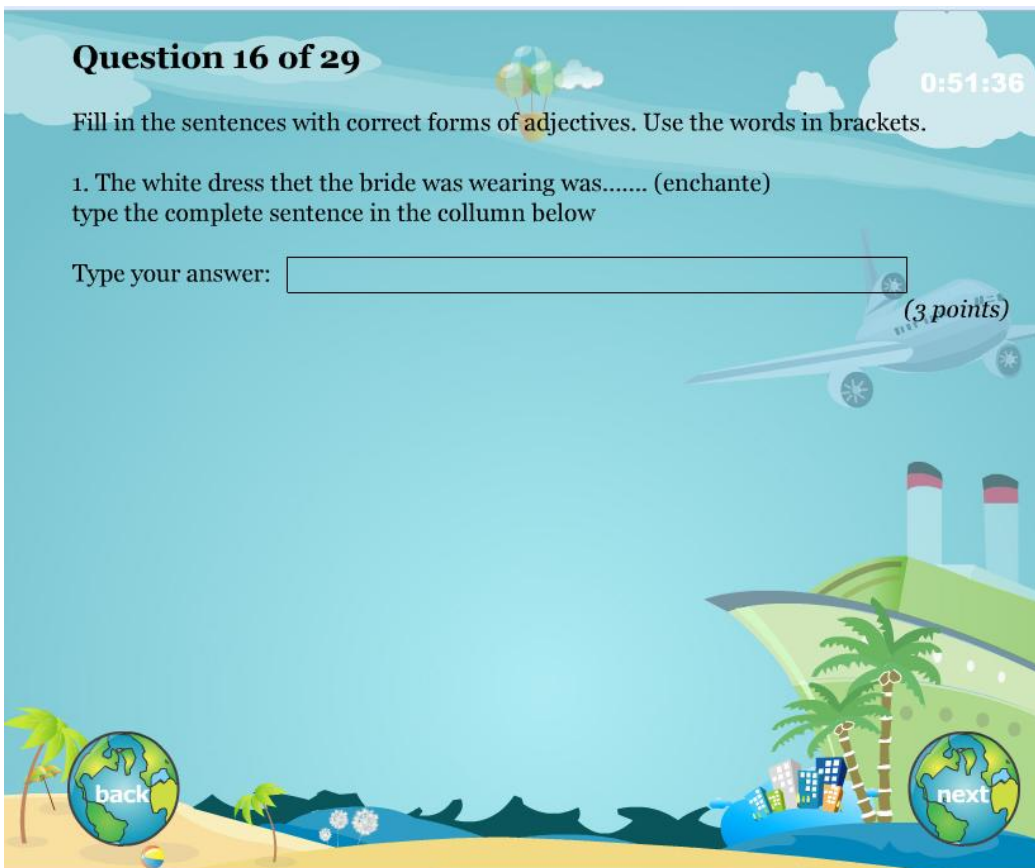 Question 16 of 29
0:51:36
Fill in the sentences with correct forms of adjectives. Use the words in brackets.
1. The white dress thet the bride was wearing was....... (enchante)
type the complete sentence in the collumn below
Type your answer:
(3 points)
back
next